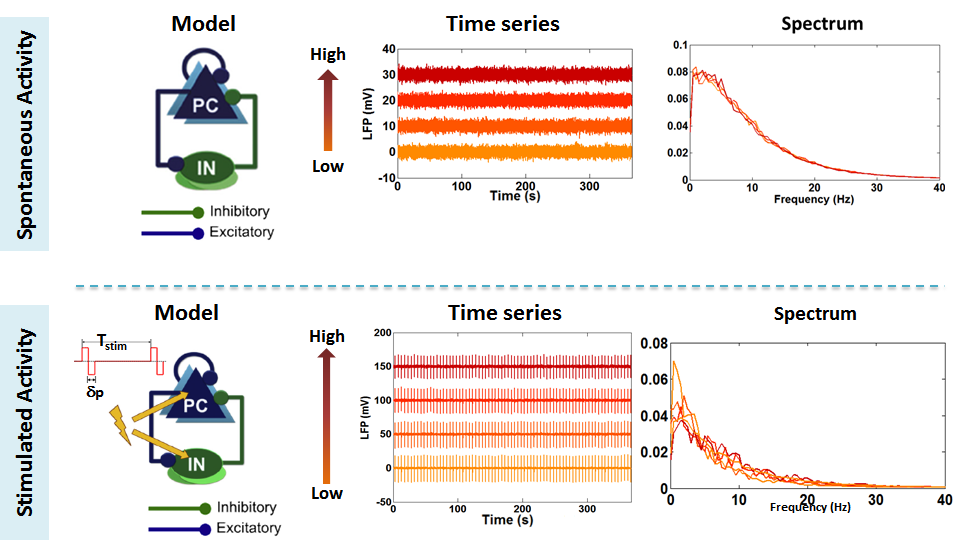 Spontaneous Activity
Model
Time series
Spectrum
PC
IN
Inhibitory
Excitatory
High
Low
LFP (mV)
40
30
20
10
0
-10
0
100
200
300
Time (s)
0.1
0.08
0.06
0.04
0.02
0
0
10
20
30
40
Frequency (Hz)
Stimulated Activity
Model
Time series
Spectrum
Tstim
δp
PC
IN
Inhibitory
Excitatory
High
Low
LFP (mV)
200
150
100
50
0
-50
0
100
200
300
Time (s)
0.08
0.06
0.04
0.02
0
0
10
20
30
40
Frequency (Hz)